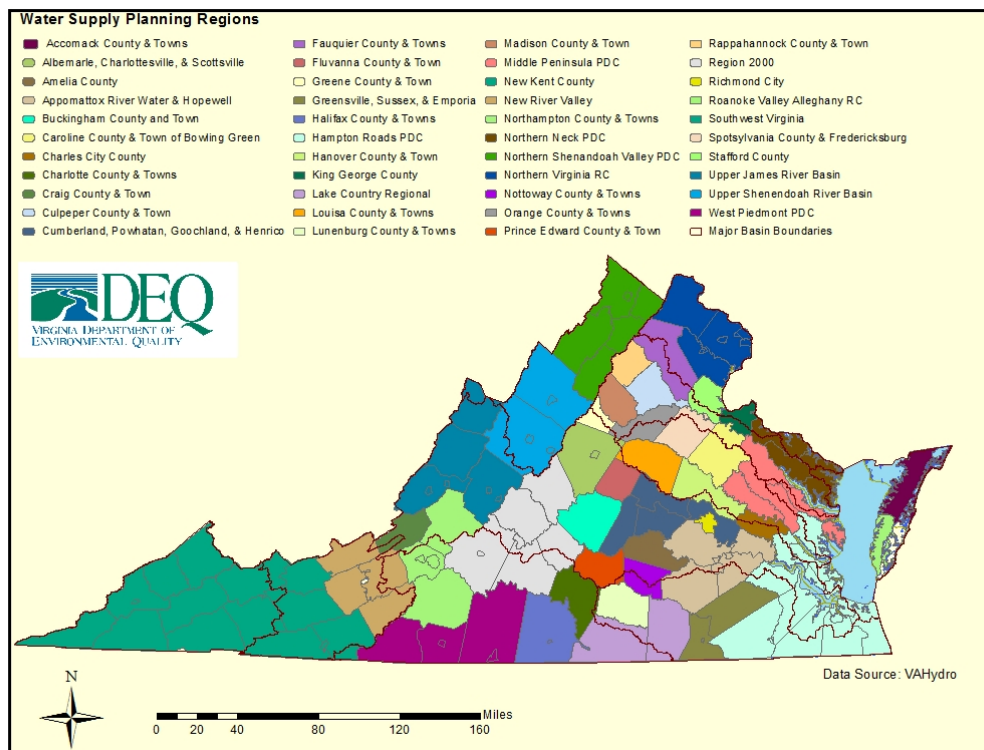 Water Supply Planning Regions
Accomack County & Towns
Albemarle, Charlottesville, & Scottsville
Amelia County
Appomattox River Water & Hopewell
Buckingham County and Town
Caroline County & Town of Bowling Green
Charles City County
Charlotte County & Towns
Craig County & Town
Culpeper County & Town
Cumberland, Powhatan, Goochland, & Henrico
Fauquier County & Towns
Fluvanna County & Town
Greene County & Town
Greensville, Sussex, & Emporia
Halifax County & Towns
Hampton Roads PDC
Hanover County & Town
King George County
Lake Country Regional
Louisa County & Towns
Lunenburg County & Towns
Madison County & Town
Middle Peninsula PDC
New Kent County
New River Valley
Northampton County & Towns
Northern Neck PDC
Northern Shenandoah Valley PDC
Northern Virginia RC
Nottoway County & Towns
Orange County & Towns
Prince Edward County & Town
Rappahannock County & Town
Region 2000
Richmond City
Roanoke Valley Alleghany RC
Southwest Virginia
Spotsylvania County & Fredericksburg
Stafford County
Upper James River Basin
Upper Shenandoah River Basin
West Piedmont PDC
Major Basin Boundaries
DEQ
VIRGINIA DEPARTMENT OF
ENVIRONMENTAL QUALITY
Data Source: VAHydro
N
Miles
0 20 40 80 120 160